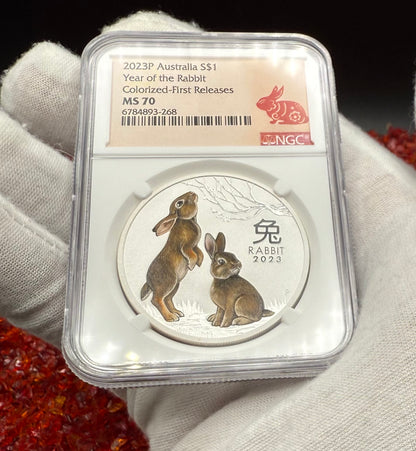 2023P Australia S$1
Year of the Rabbit
Colorized-First Releases
MS 70
6784893-268
NGC
兔
RABBIT
2023